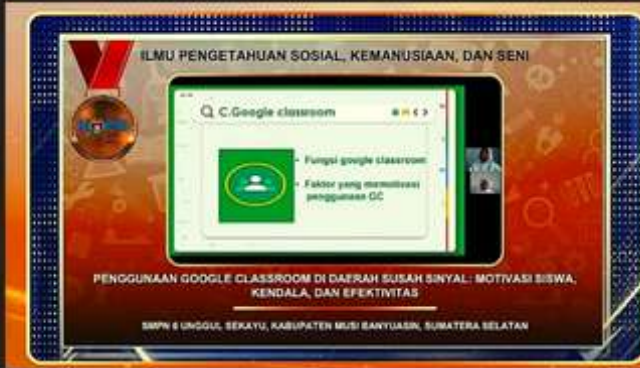 ILMU PENGETAHUAN SOSIAL, KEMANUSIAAN, DAN SENI
C.Google classroom
Fungsi google classroom
Faktor yang memotivasi
penggunaan GC
PENGGUNAAN GOOGLE CLASSROOM DI DAERAH SUSAH SINYAL: MOTIVASI SISWA,
KENDALA, DAN EFEKTIVITAS
SMPN 6 UNGGUL SEKAYU, KABUPATEN MUSI BANYUASIN, SUMATERA SELATAN